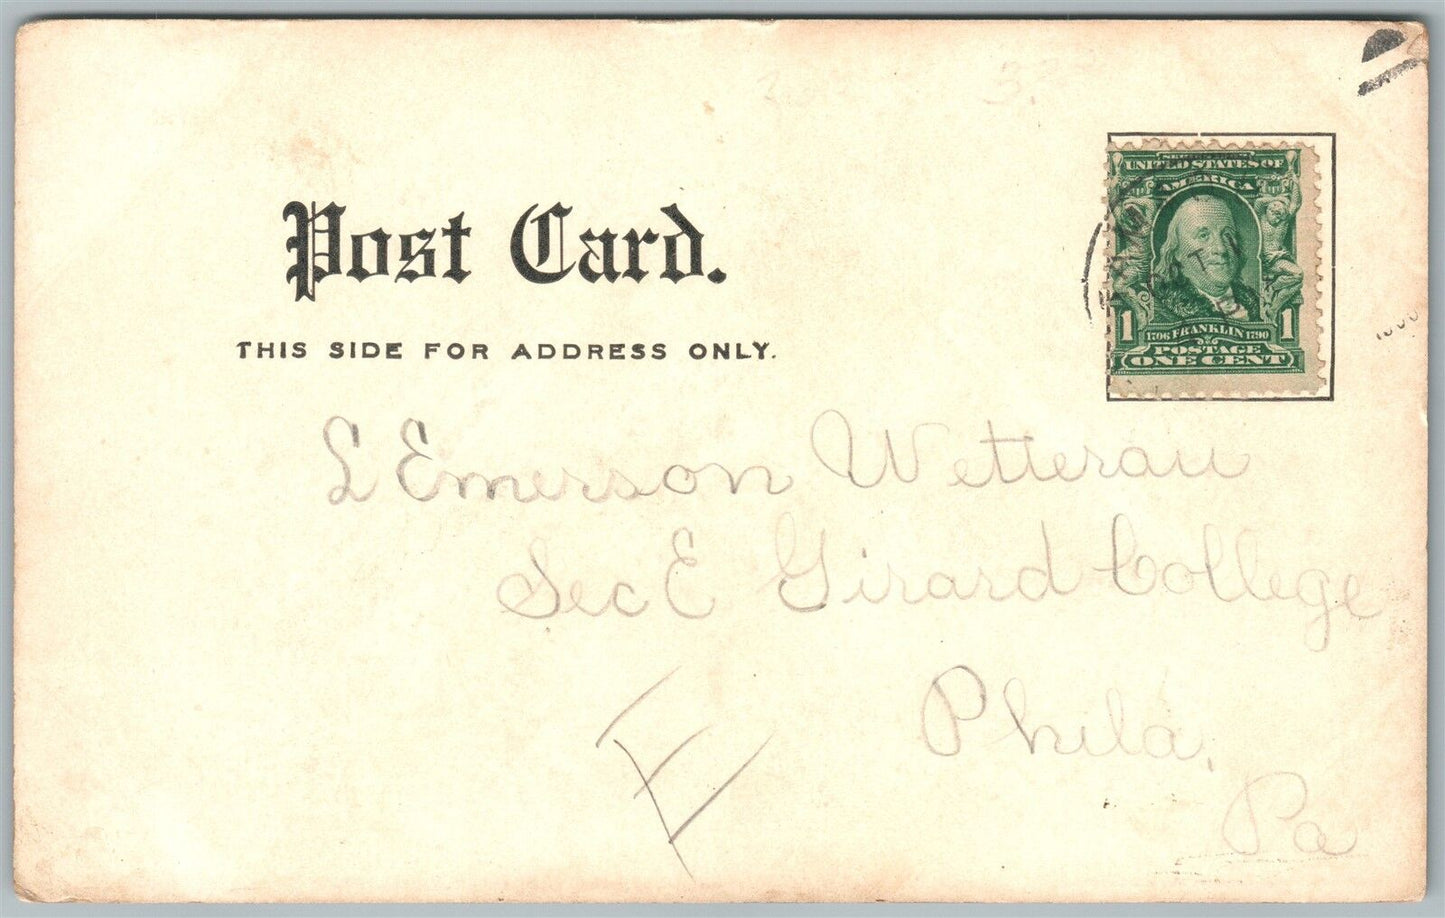 Post Card.
THIS SIDE FOR ADDRESS ONLY.
UNITED STATES OF
AMERICA
1706 FRANKLIN 1790
1 1
POSTAGE
ONE CENT
L Emerson Wetterau
Sec E Girard College
Phila,
Pa
E